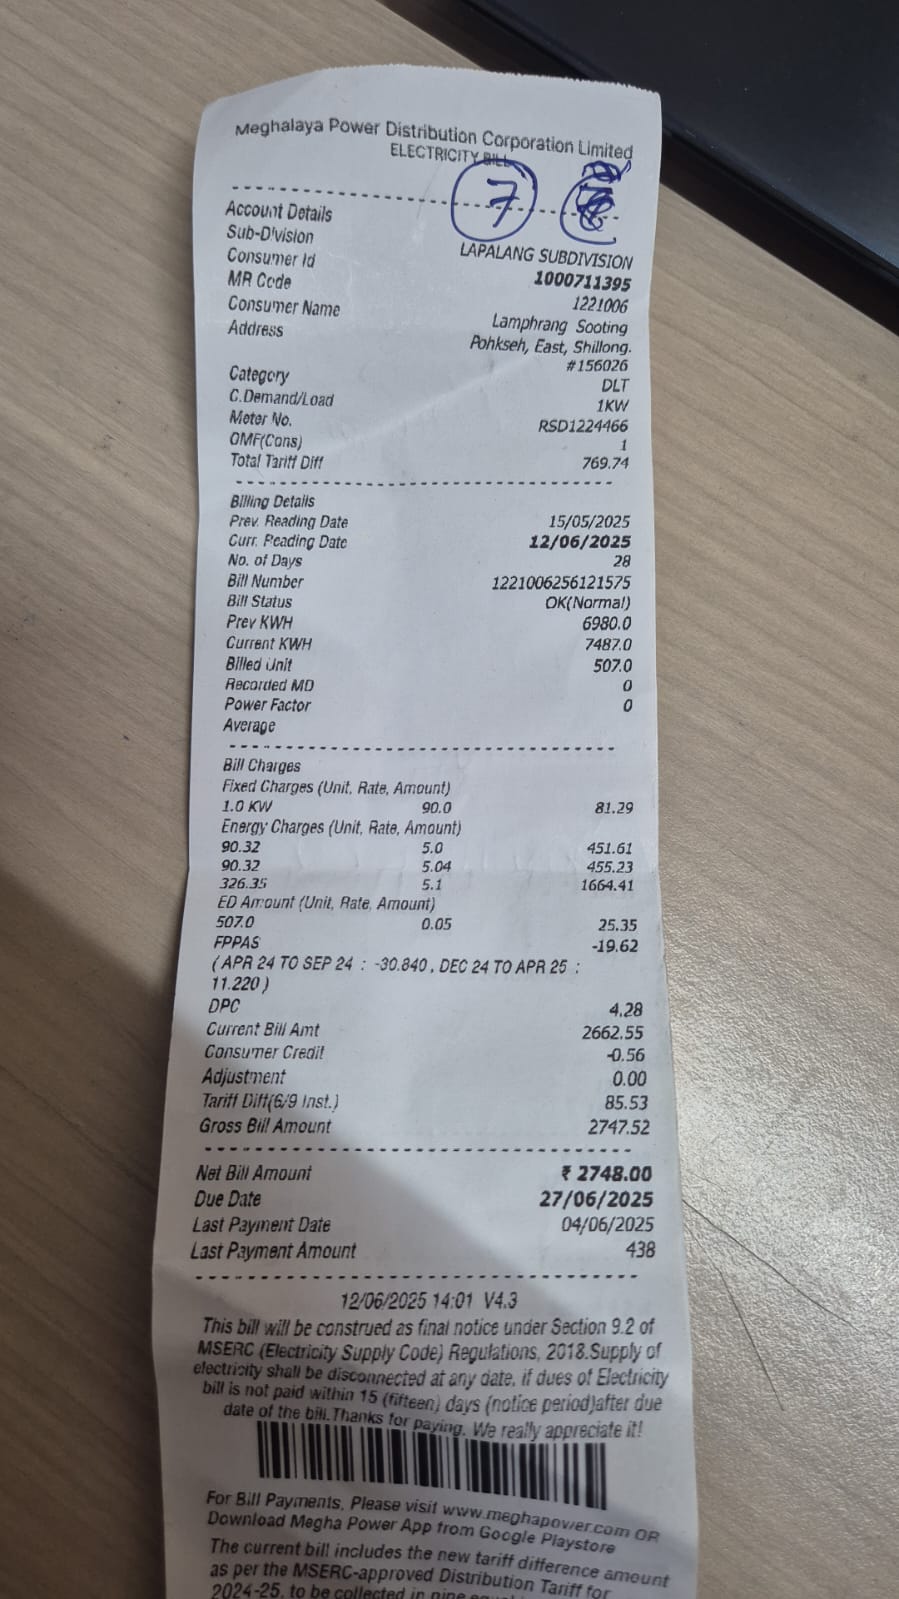 Meghalaya Power Distribution Corporation Limited
ELECTRICITY BILL
7
Account Details
Sub-Division LAPALANG SUBDIVISION
Consumer Id 1000711395
MR Code 1221006
Consumer Name Lamphrang Sooting
Address Pohkseh, East, Shillong.
#156026
Category DLT
C.Demand/Load 1KW
Meter No. RSD1224466
OMF(Cons) 1
Total Tariff Diff 769.74
Billing Details
Prev. Reading Date 15/05/2025
Curr. Reading Date 12/06/2025
No. of Days 28
Bill Number 1221006256121575
Bill Status OK(Normal)
Prev KWH 6980.0
Current KWH 7487.0
Billed Unit 507.0
Recorded MD 0
Power Factor 0
Average
Bill Charges
Fixed Charges (Unit, Rate, Amount)
1.0 KW 90.0 81.29
Energy Charges (Unit, Rate, Amount)
90.32 5.0 451.61
90.32 5.04 455.23
326.35 5.1 1664.41
ED Amount (Unit, Rate, Amount)
507.0 0.05 25.35
FPPAS -19.62
( APR 24 TO SEP 24 : -30.840 , DEC 24 TO APR 25 :
11.220 )
DPC 4.28
Current Bill Amt 2662.55
Consumer Credit -0.56
Adjustment 0.00
Tariff Diff(6/9 Inst.) 85.53
Gross Bill Amount 2747.52
Net Bill Amount ₹ 2748.00
Due Date 27/06/2025
Last Payment Date 04/06/2025
Last Payment Amount 438
12/06/2025 14:01 V4.3
This bill will be construed as final notice under Section 9.2 of
MSERC (Electricity Supply Code) Regulations, 2018.Supply of
electricity shall be disconnected at any date, if dues of Electricity
bill is not paid within 15 (fifteen) days (notice period)after due
date of the bill.Thanks for paying. We really appreciate it!
For Bill Payments, Please visit www.meghapower.com OR
Download Megha Power App from Google Playstore
The current bill includes the new tariff difference amount
as per the MSERC-approved Distribution Tariff for
2024-25, to be collected in nine